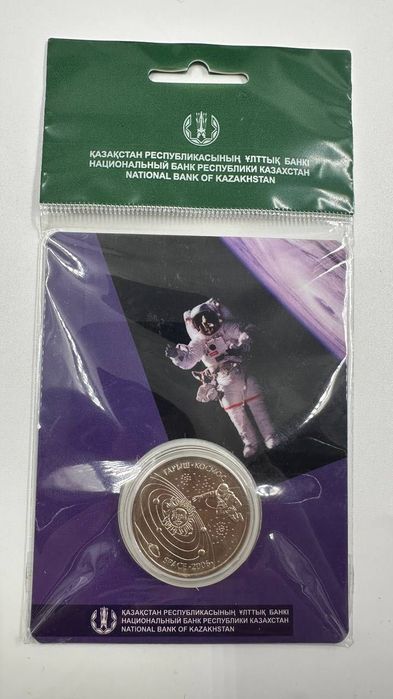 ҚАЗАҚСТАН РЕСПУБЛИКАСЫНЫҢ ҰЛТТЫҚ БАНКІ
НАЦИОНАЛЬНЫЙ БАНК РЕСПУБЛИКИ КАЗАХСТАН
NATIONAL BANK OF KAZAKHSTAN
ҒАРЫШ-КОСМОС
SPACE-2006
ҚАЗАҚСТАН РЕСПУБЛИКАСЫНЫҢ ҰЛТТЫҚ БАНКІ
НАЦИОНАЛЬНЫЙ БАНК РЕСПУБЛИКИ КАЗАХСТАН
NATIONAL BANK OF KAZAKHSTAN